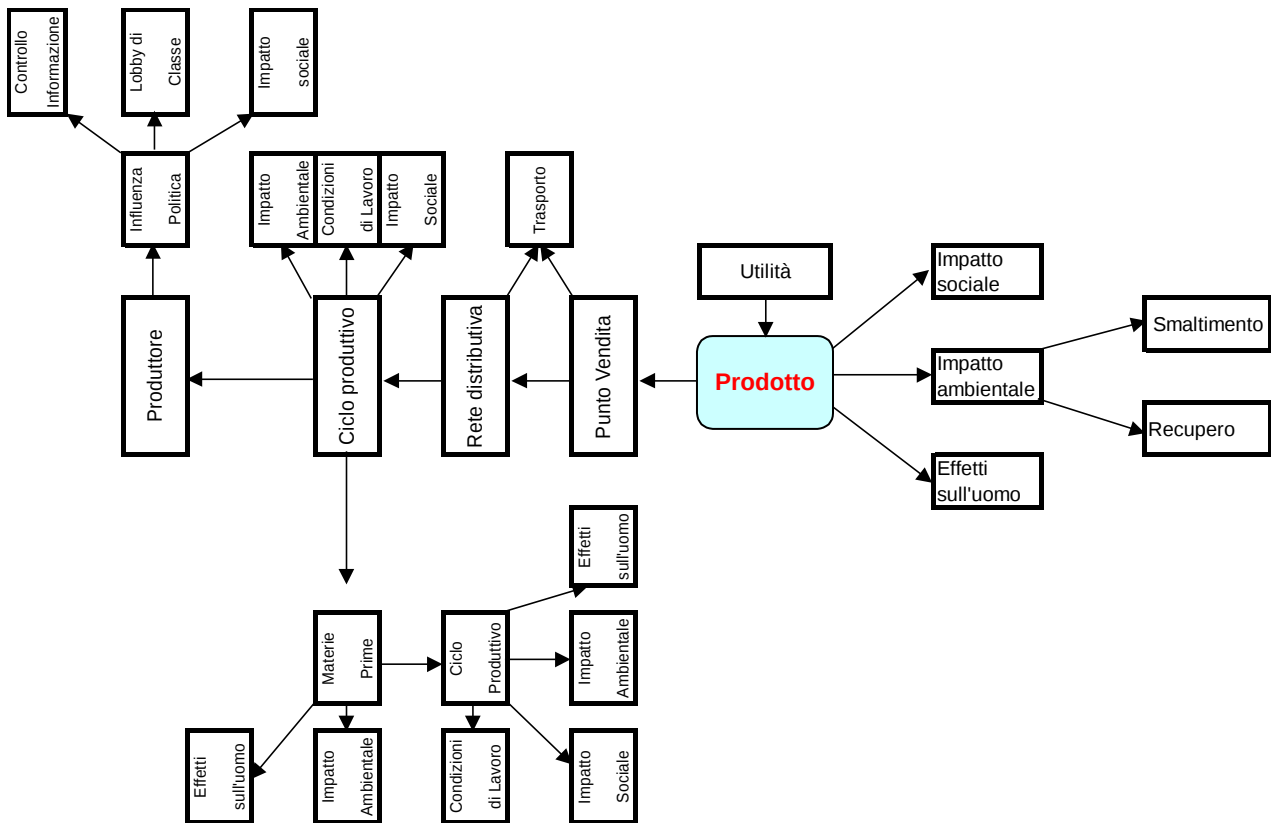 Controllo
Informazione
Lobby di
Classe
Impatto
sociale
Influenza
Politica
Impatto
Ambientale
Condizioni
di Lavoro
Impatto
Sociale
Trasporto
Utilità
Impatto
sociale
Produttore
Ciclo produttivo
Rete distributiva
Punto Vendita
Prodotto
Impatto
ambientale
Smaltimento
Recupero
Effetti
sull'uomo
Effetti
sull'uomo
Materie
Prime
Ciclo
Produttivo
Impatto
Ambientale
Effetti
sull'uomo
Impatto
Ambientale
Condizioni
di Lavoro
Impatto
Sociale